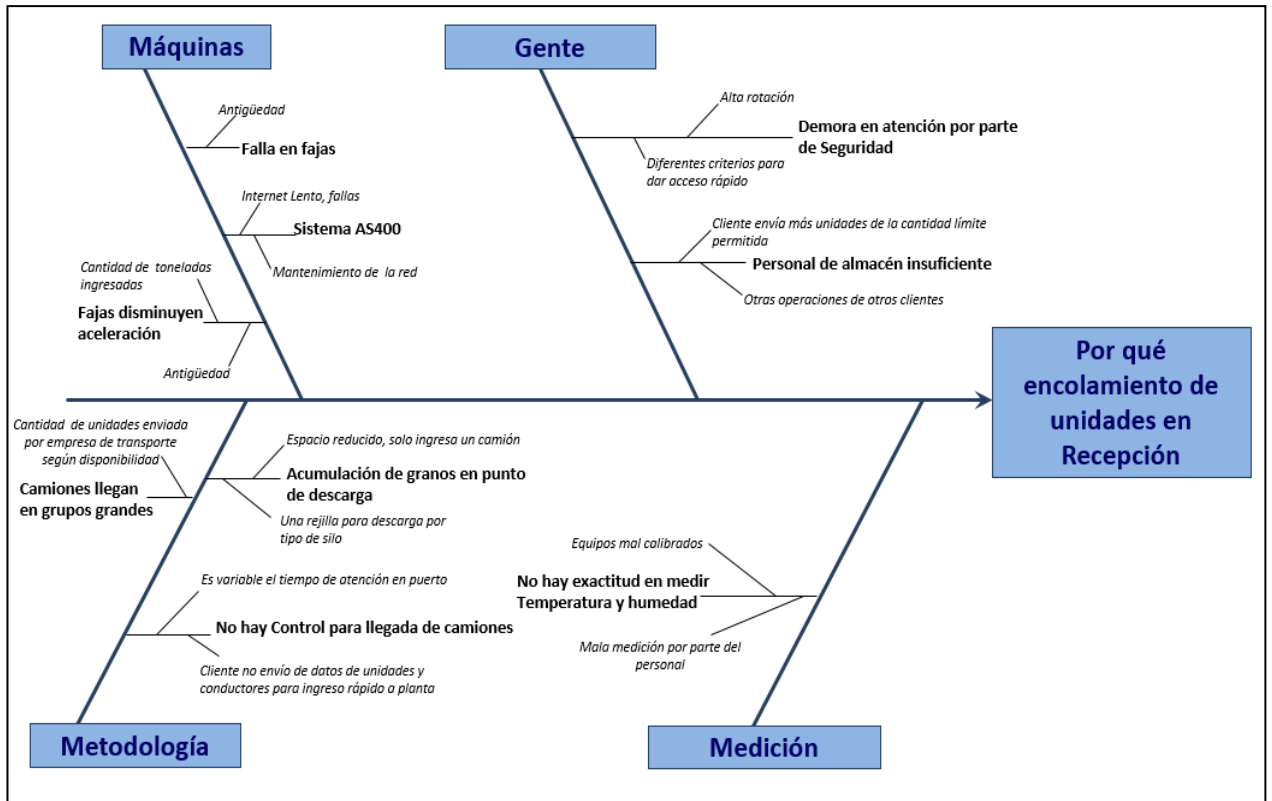 Máquinas
Gente
Antigüedad
Falla en fajas
Internet Lento, fallas
Sistema AS400
Mantenimiento de la red
Cantidad de toneladas
ingresadas
Fajas disminuyen
aceleración
Antigüedad
Alta rotación
Demora en atención por parte
de Seguridad
Diferentes criterios para
dar acceso rápido
Cliente envía más unidades de la cantidad límite
permitida
Personal de almacén insuficiente
Otras operaciones de otros clientes
Por qué
encolamiento de
unidades en
Recepción
Cantidad de unidades enviada
por empresa de transporte
según disponibilidad
Camiones llegan
en grupos grandes
Espacio reducido, solo ingresa un camión
Acumulación de granos en punto
de descarga
Una rejilla para descarga por
tipo de silo
Es variable el tiempo de atención en puerto
No hay Control para llegada de camiones
Cliente no envío de datos de unidades y
conductores para ingreso rápido a planta
Equipos mal calibrados
No hay exactitud en medir
Temperatura y humedad
Mala medición por parte del
personal
Metodología
Medición